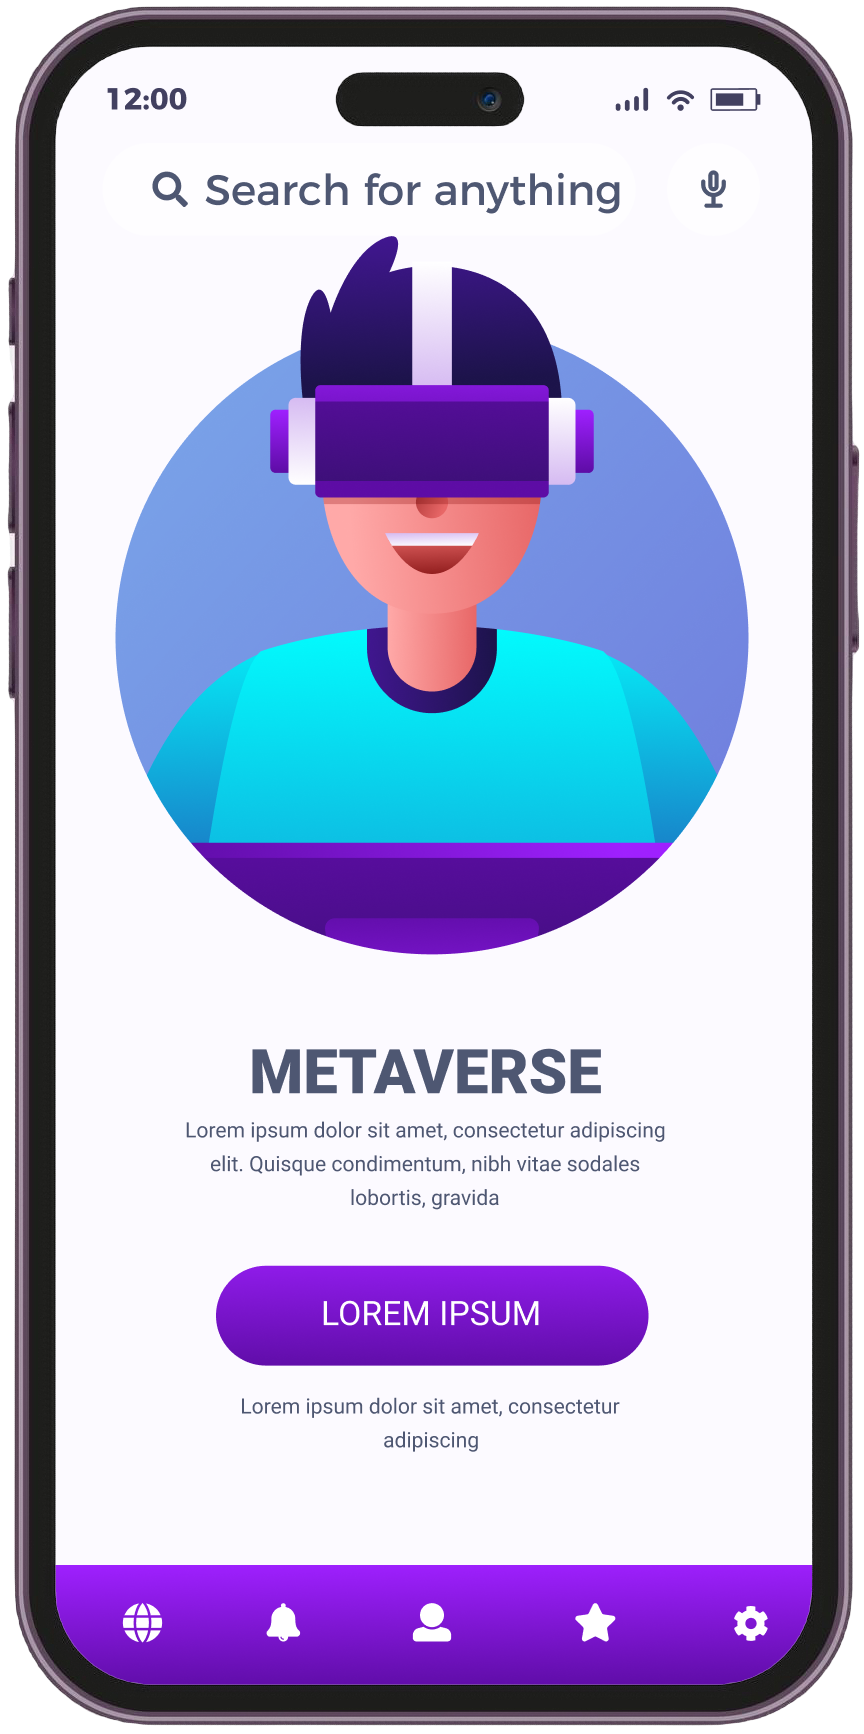 12:00
Search for anything
METAVERSE
Lorem ipsum dolor sit amet, consectetur adipiscing
elit. Quisque condimentum, nibh vitae sodales
lobortis, gravida
LOREM IPSUM
Lorem ipsum dolor sit amet, consectetur
adipiscing